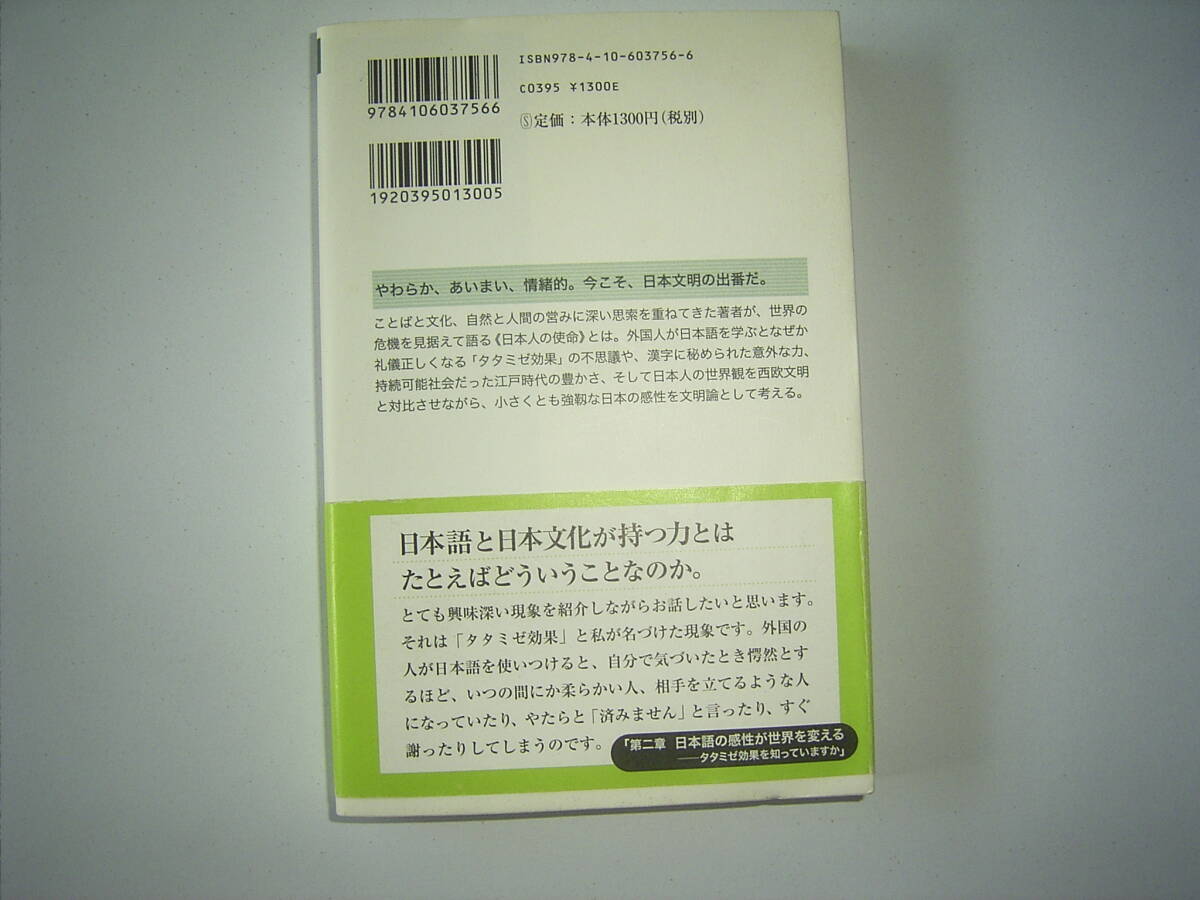 ISBN978-4-10-603756-6
C0395 ¥1300E
Ⓢ定価：本体1300円（税別）
9784106037566
1920395013005
やわらか、あいまい、情緒的。今こそ、日本文明の出番だ。
ことばと文化、自然と人間の営みに深い思索を重ねてきた著者が、世界の
危機を見据えて語る《日本人の使命》とは。外国人が日本語を学ぶとなぜか
礼儀正しくなる「タタミゼ効果」の不思議や、漢字に秘められた意外な力、
持続可能社会だった江戸時代の豊かさ、そして日本人の世界観を西欧文明
と対比させながら、小さくとも強靱な日本の感性を文明論として考える。
日本語と日本文化が持つ力とは
たとえばどういうことなのか。
とても興味深い現象を紹介しながらお話したいと思います。
それは「タタミゼ効果」と私が名づけた現象です。外国の
人が日本語を使いつけると、自分で気づいたとき愕然とす
るほど、いつの間にか柔らかい人、相手を立てるような人
になっていたり、やたらと「済みません」と言ったり、すぐ
謝ったりしてしまうのです。
「第二章 日本語の感性が世界を変える
──タタミゼ効果を知っていますか」